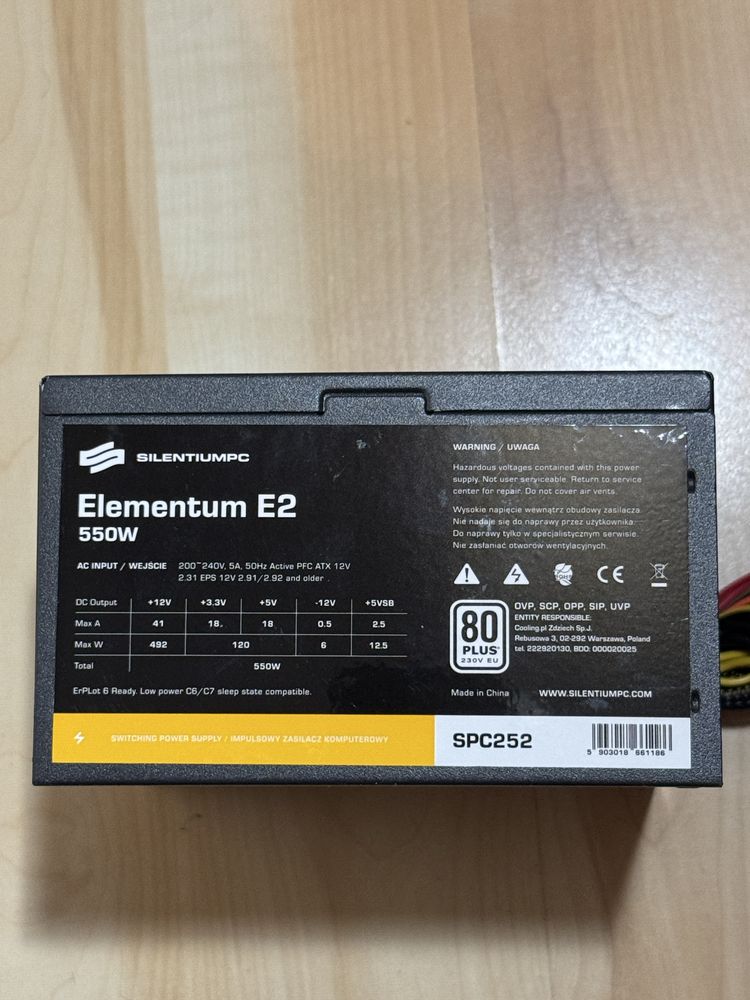 SILENTIUMPC
Elementum E2
550W
AC INPUT / WEJŚCIE 200~240V, 5A, 50Hz Active PFC ATX 12V
2.31 EPS 12V 2.91/2.92 and older .
DC Output +12V +3.3V +5V -12V +5VSB
Max A 41 18. 18 0.5 2.5
Max W 492 120 6 12.5
Total 550W
ErPLot 6 Ready. Low power C6/C7 sleep state compatible.
WARNING / UWAGA
Hazardous voltages contained with this power
supply. Not user serviceable. Return to service
center for repair. Do not cover air vents.
Wysokie napięcie wewnątrz obudowy zasilacza.
Nie nadaje się do naprawy przez użytkownika.
Do naprawy tylko w specjalistycznym serwisie.
Nie zasłaniać otworów wentylacyjnych.
CE
80
PLUS
230V EU
OVP, SCP, OPP, SIP, UVP
ENTITY RESPONSIBLE:
Cooling.pl Zdziech Sp.J.
Rebusowa 3, 02-292 Warszawa, Poland
tel. 222920130, BDO: 000020025
Made in China WWW.SILENTIUMPC.COM
SWITCHING POWER SUPPLY / IMPULSOWY ZASILACZ KOMPUTEROWY
SPC252
5 903018 661186